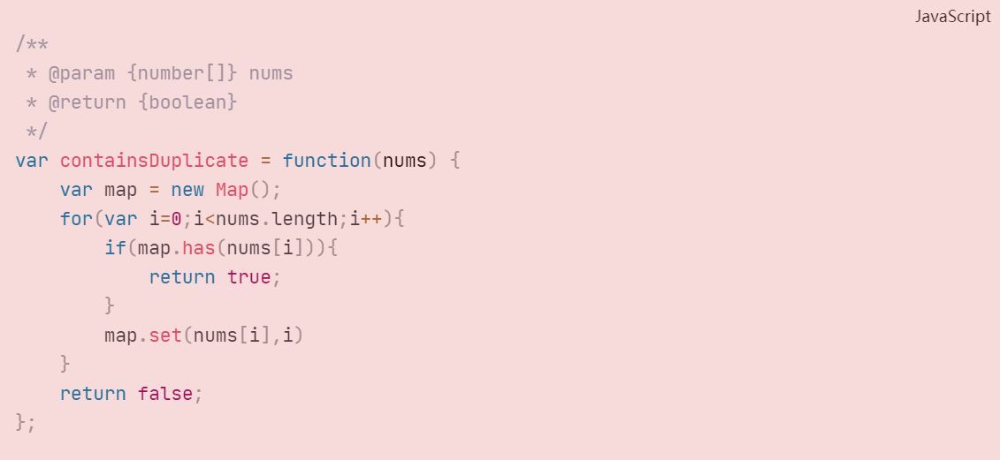 JavaScript
/**
 * @param {number[]} nums
 * @return {boolean}
 */
var containsDuplicate = function(nums) {
    var map = new Map();
    for(var i=0;i<nums.length;i++){
        if(map.has(nums[i])){
            return true;
        }
        map.set(nums[i],i)
    }
    return false;
};